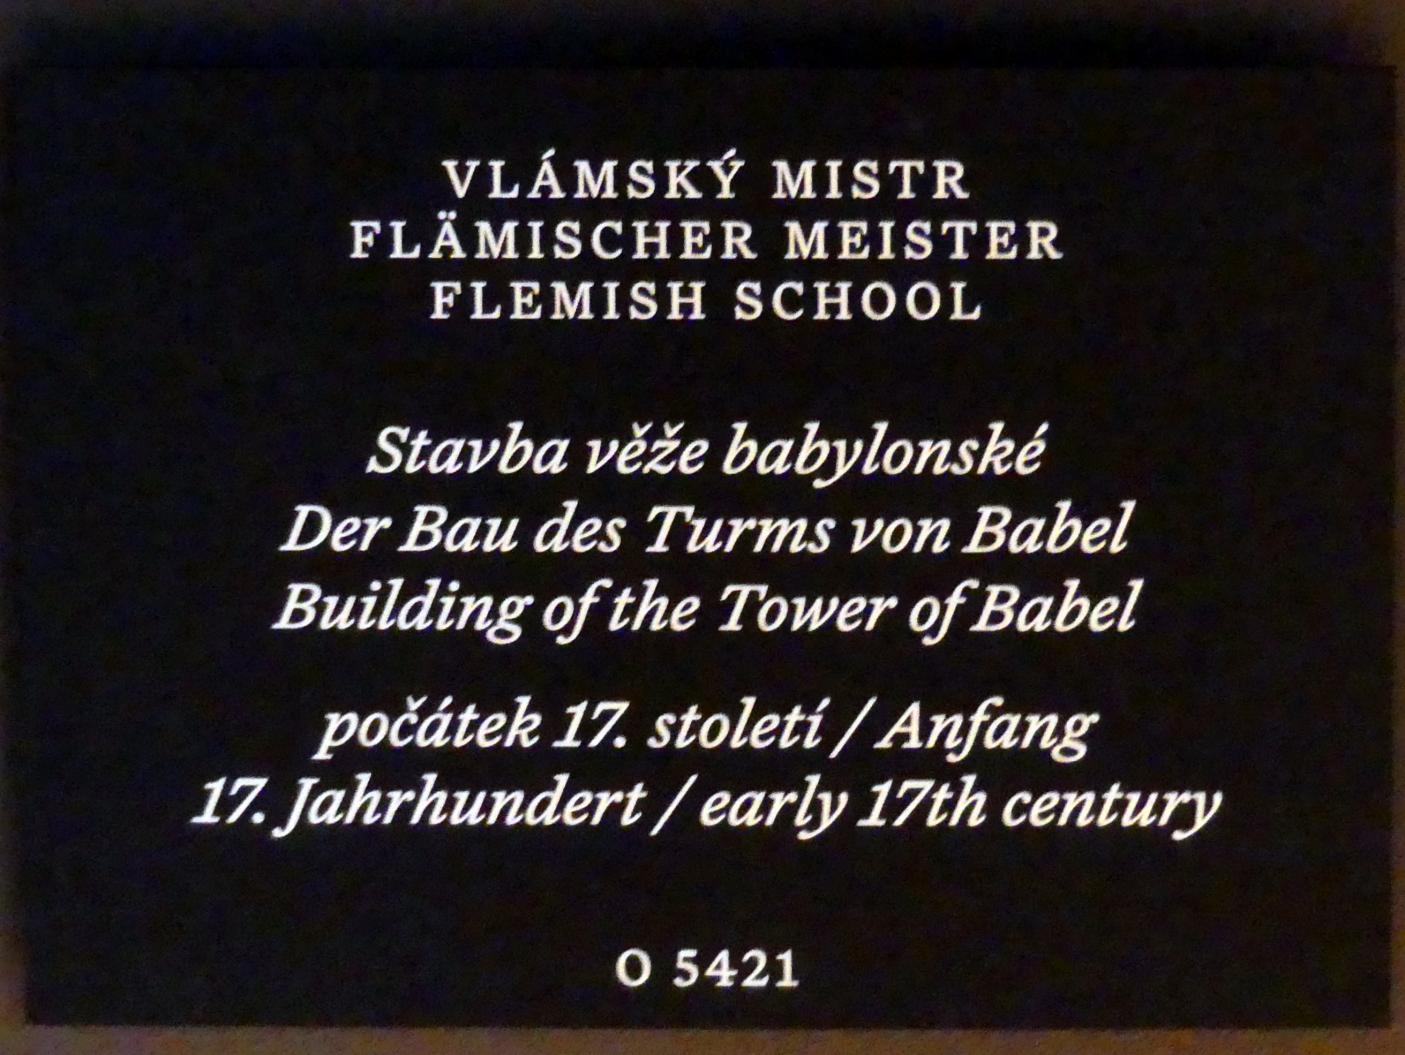 VLÁMSKÝ MISTR
FLÄMISCHER MEISTER
FLEMISH SCHOOL
Stavba věže babylonské
Der Bau des Turms von Babel
Building of the Tower of Babel
počátek 17. století / Anfang
17. Jahrhundert / early 17th century
O 5421